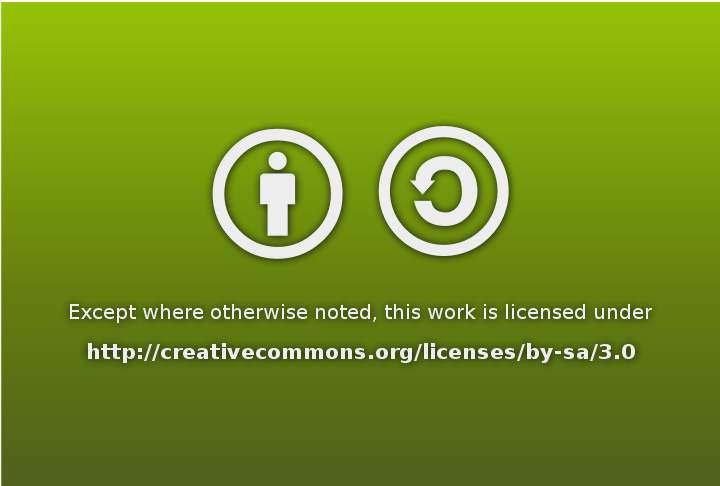 Except where otherwise noted, this work is licensed under
http://creativecommons.org/licenses/by-sa/3.0